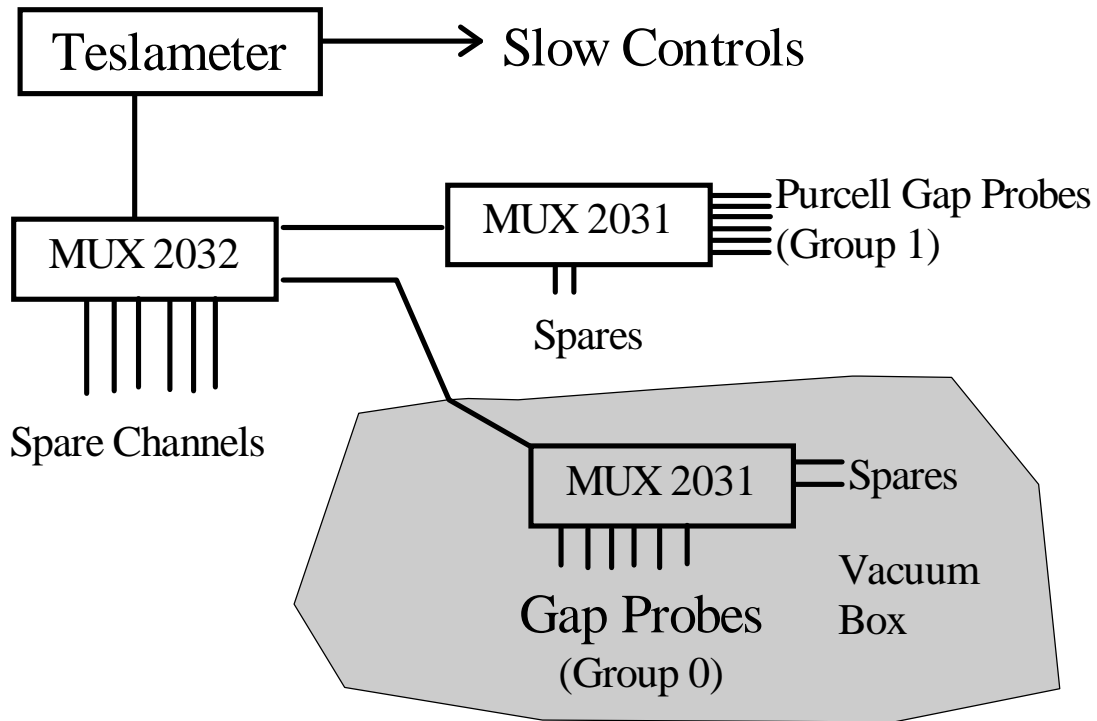 Teslameter
Slow Controls
MUX 2031
Purcell Gap Probes
(Group 1)
MUX 2032
Spares
Spare Channels
MUX 2031
Spares
Vacuum
Box
Gap Probes
(Group 0)